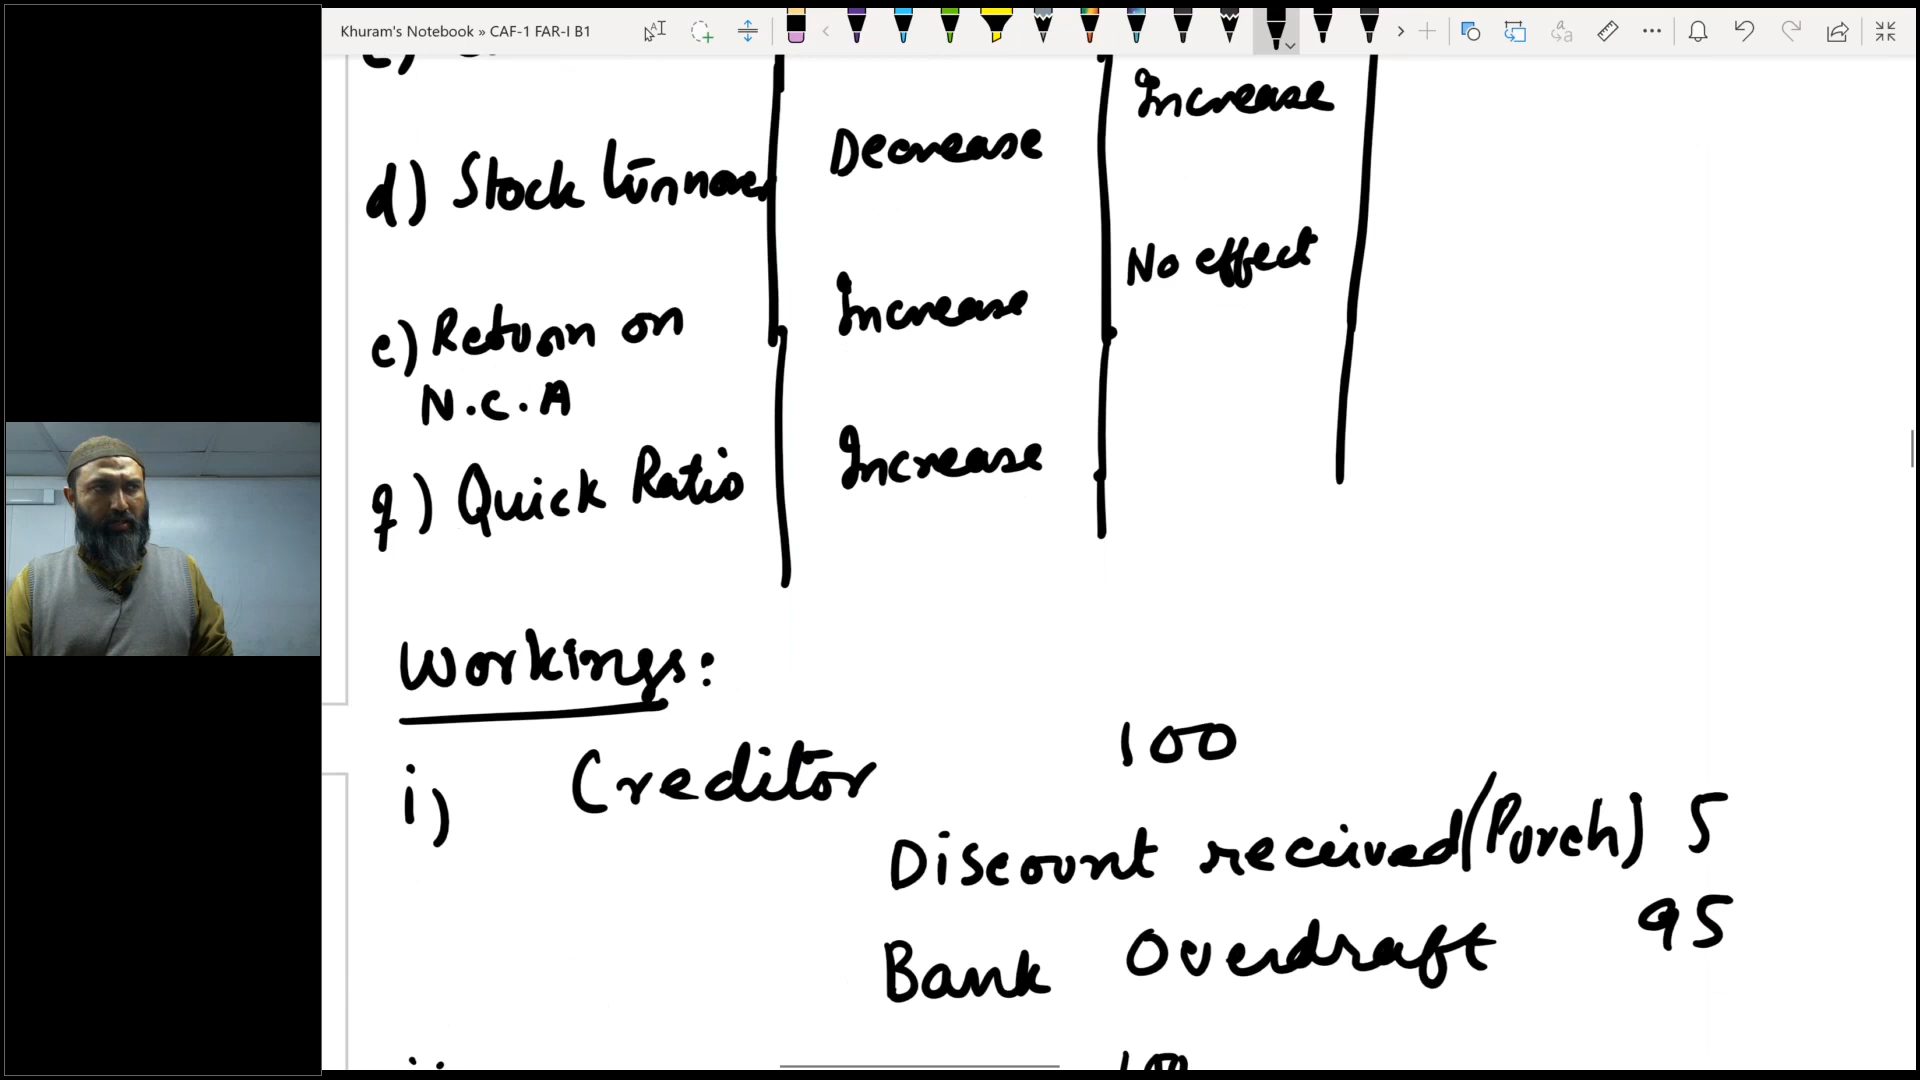 Khuram's Notebook » CAF-1 FAR-I B1
Increase
d) Stock turnover Decrease
No effect
e) Return on Increase
N.C.A
f) Quick Ratio Increase
Workings:
i) Creditor 100
Discount received (Purch) 5
Bank Overdraft 95
100